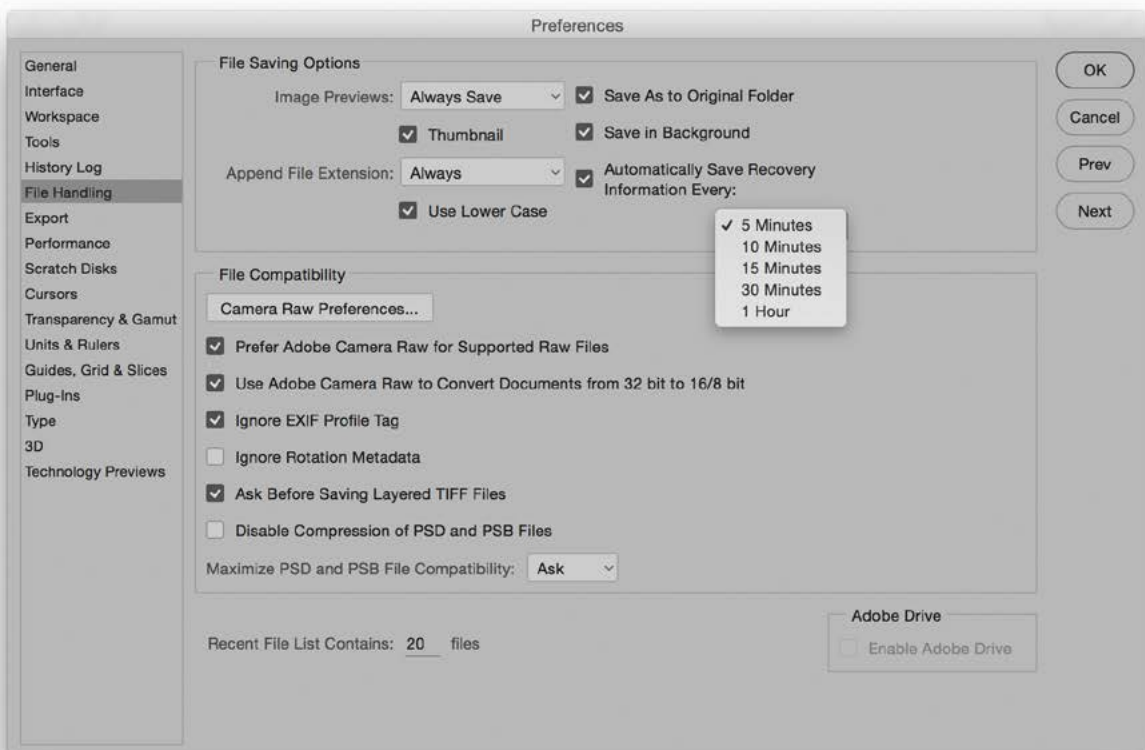 Preferences
General
Interface
Workspace
Tools
History Log
File Handling
Export
Performance
Scratch Disks
Cursors
Transparency & Gamut
Units & Rulers
Guides, Grid & Slices
Plug-Ins
Type
3D
Technology Previews
File Saving Options
Image Previews: Always Save
Thumbnail
Append File Extension: Always
Use Lower Case
Save As to Original Folder
Save in Background
Automatically Save Recovery
Information Every:
5 Minutes
10 Minutes
15 Minutes
30 Minutes
1 Hour
File Compatibility
Camera Raw Preferences...
Prefer Adobe Camera Raw for Supported Raw Files
Use Adobe Camera Raw to Convert Documents from 32 bit to 16/8 bit
Ignore EXIF Profile Tag
Ignore Rotation Metadata
Ask Before Saving Layered TIFF Files
Disable Compression of PSD and PSB Files
Maximize PSD and PSB File Compatibility: Ask
Recent File List Contains: 20 files
Adobe Drive
Enable Adobe Drive
OK
Cancel
Prev
Next